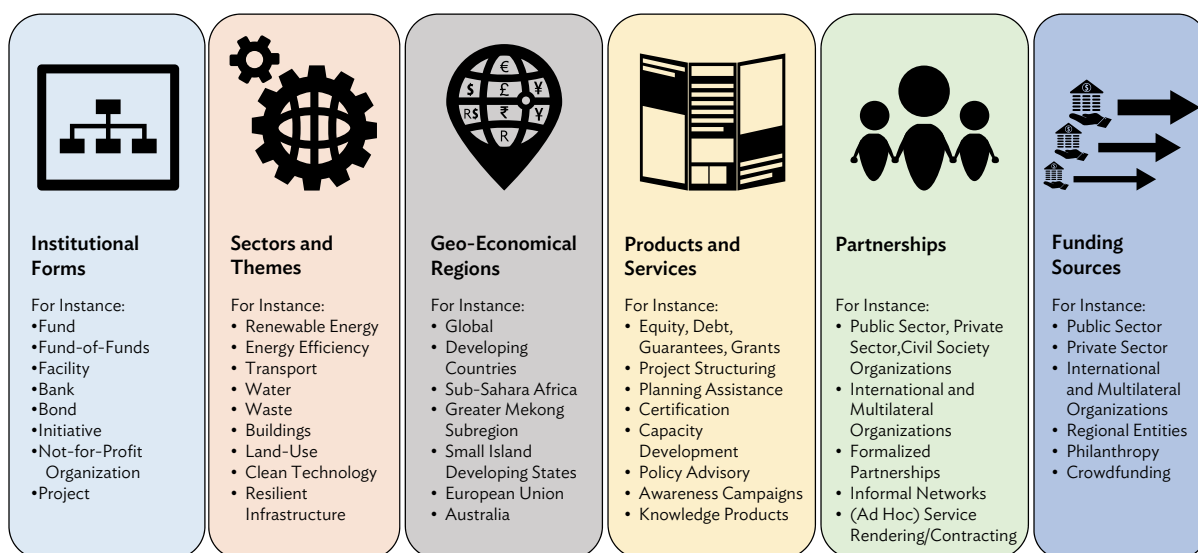 €
$ £ ¥
R$ ₹ ¥
R
$
$
$
Institutional
Forms
For Instance:
•Fund
•Fund-of-Funds
•Facility
•Bank
•Bond
•Initiative
•Not-for-Profit
Organization
•Project
Sectors and
Themes
For Instance:
• Renewable Energy
• Energy Efficiency
• Transport
• Water
• Waste
• Buildings
• Land-Use
• Clean Technology
• Resilient
Infrastructure
Geo-Economical
Regions
For Instance:
• Global
• Developing
Countries
• Sub-Sahara Africa
• Greater Mekong
Subregion
• Small Island
Developing States
• European Union
• Australia
Products and
Services
For Instance:
• Equity, Debt,
Guarantees, Grants
• Project Structuring
• Planning Assistance
• Certification
• Capacity
Development
• Policy Advisory
• Awareness Campaigns
• Knowledge Products
Partnerships
For Instance:
• Public Sector, Private
Sector,Civil Society
Organizations
• International and
Multilateral
Organizations
• Formalized
Partnerships
• Informal Networks
• (Ad Hoc) Service
Rendering/Contracting
Funding
Sources
For Instance:
• Public Sector
• Private Sector
• International
and Multilateral
Organizations
• Regional Entities
• Philanthropy
• Crowdfunding